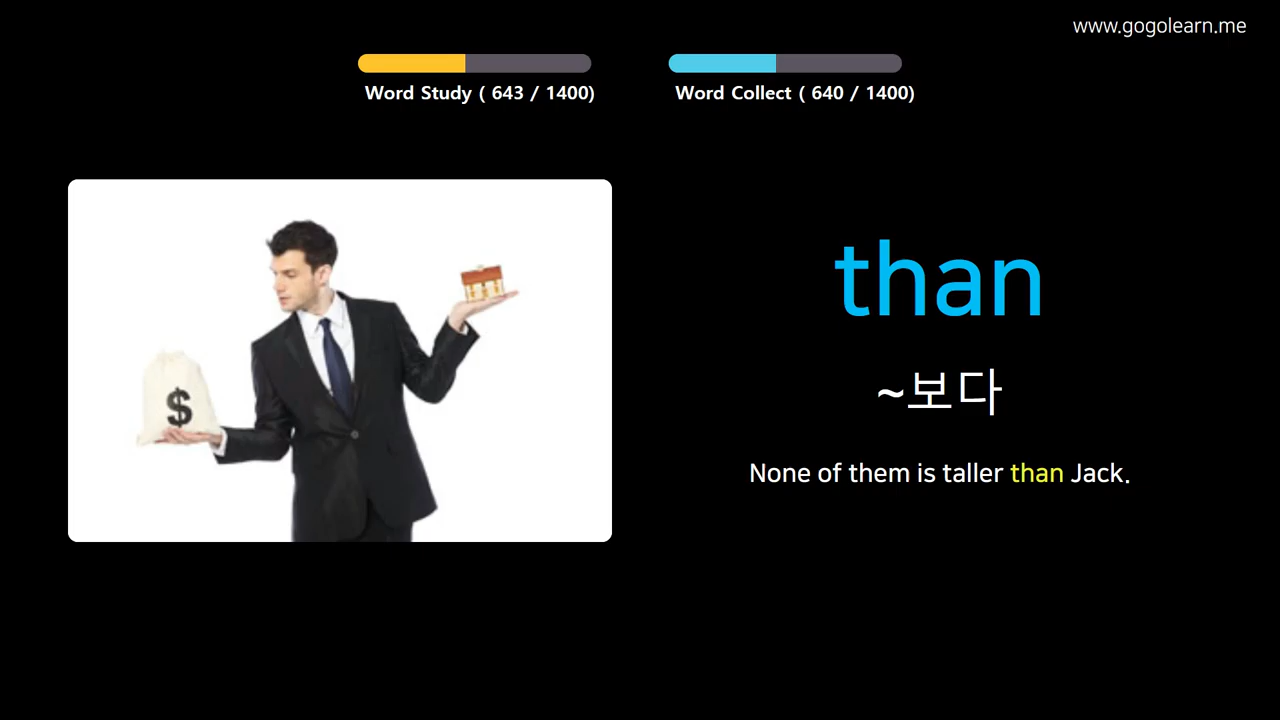 www.gogolearn.me
Word Study ( 643 / 1400)
Word Collect ( 640 / 1400)
$
than
~보다
None of them is taller than Jack.